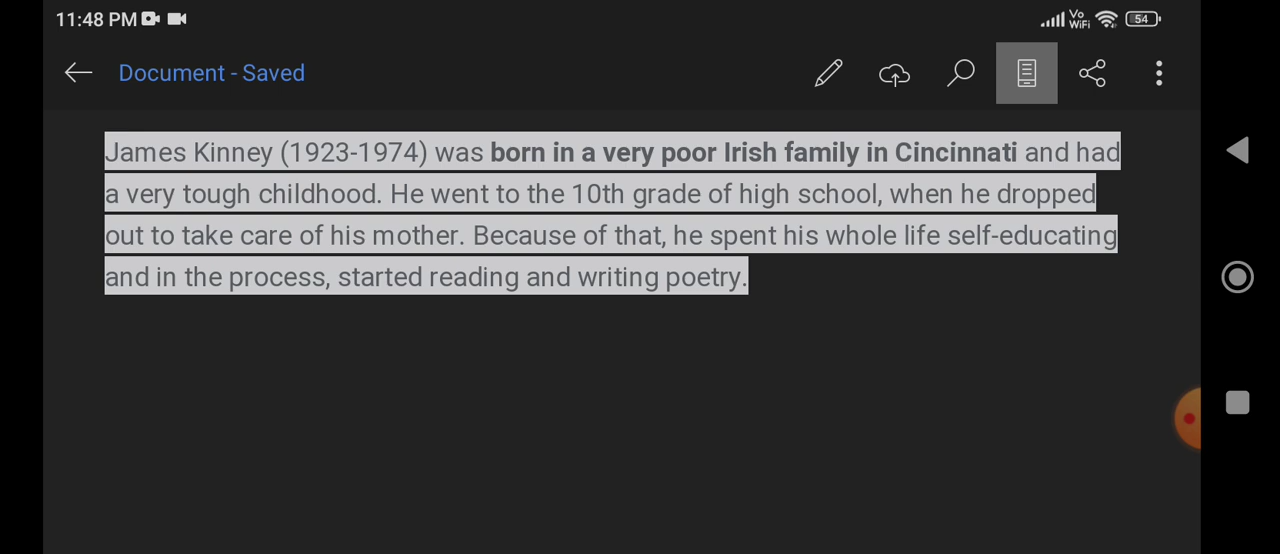 11:48 PM
Vo
WiFi
54
Document - Saved
James Kinney (1923-1974) was born in a very poor Irish family in Cincinnati and had
a very tough childhood. He went to the 10th grade of high school, when he dropped
out to take care of his mother. Because of that, he spent his whole life self-educating
and in the process, started reading and writing poetry.